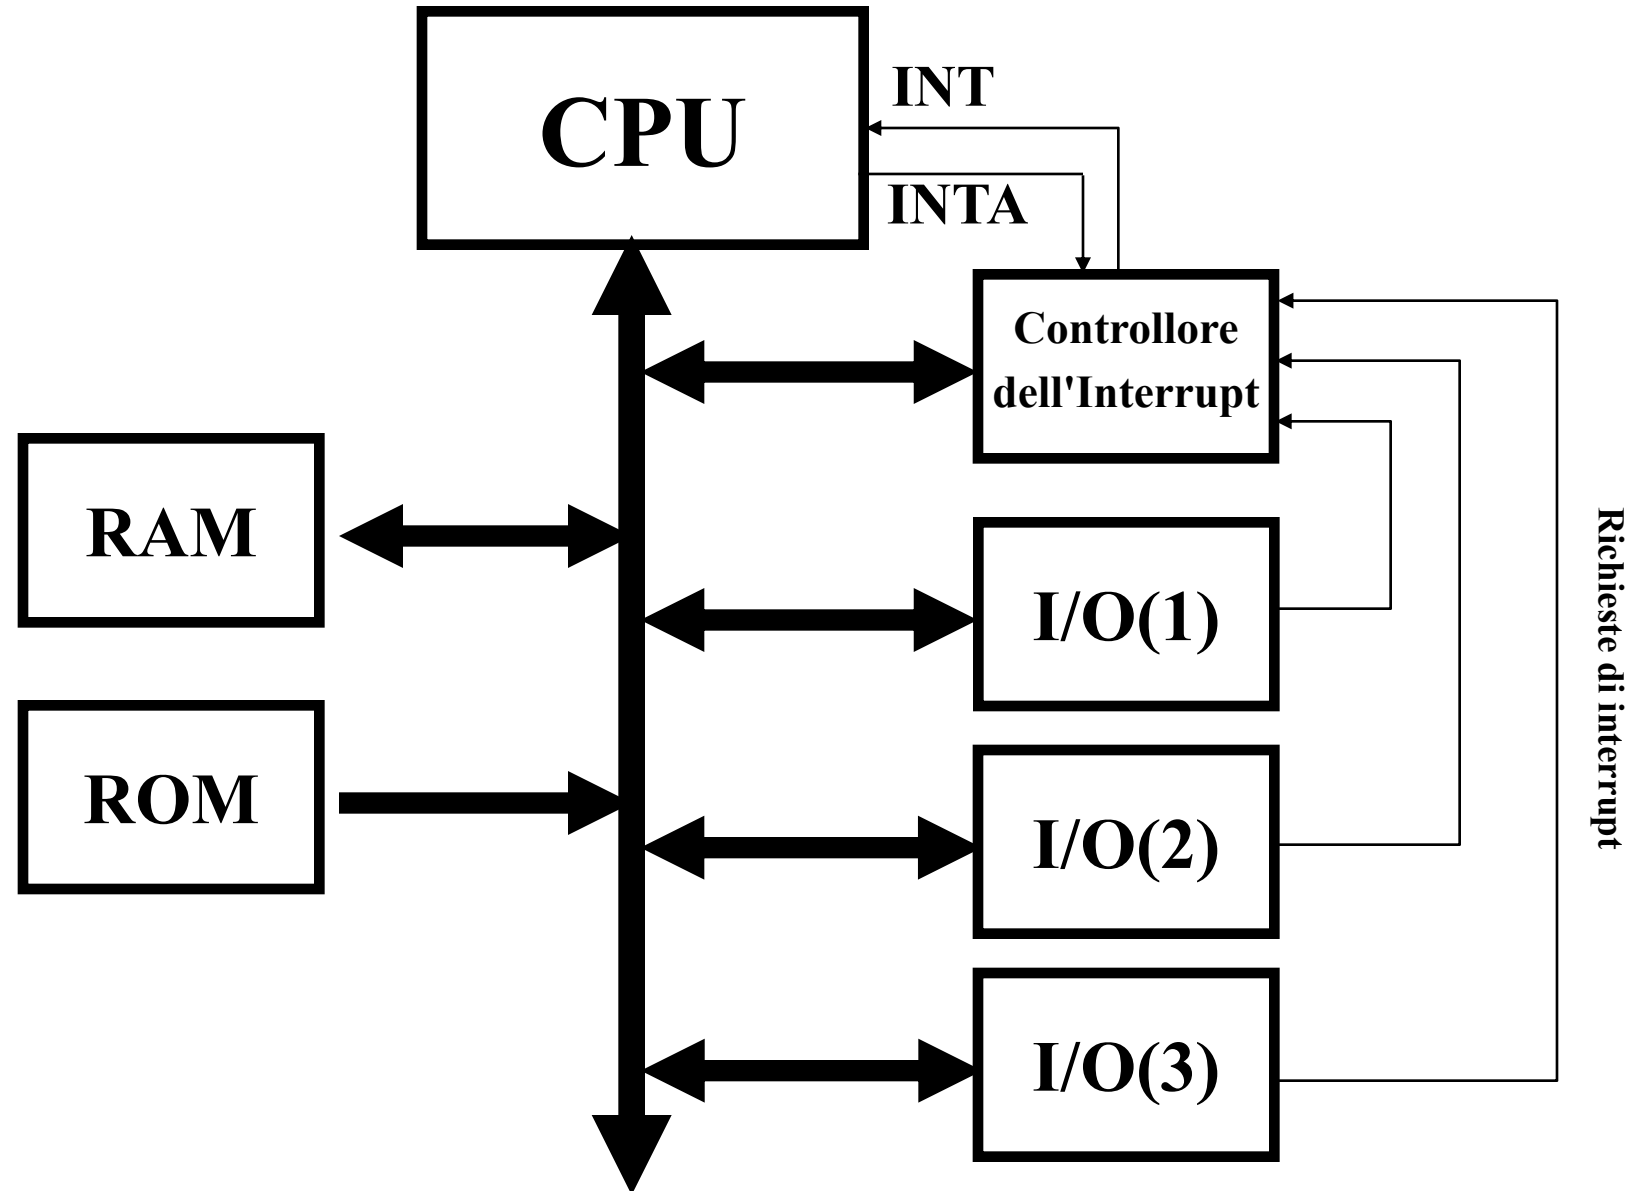 CPU
INT
INTA
Controllore
dell'Interrupt
RAM
I/O(1)
ROM
I/O(2)
I/O(3)
Richieste di interrupt